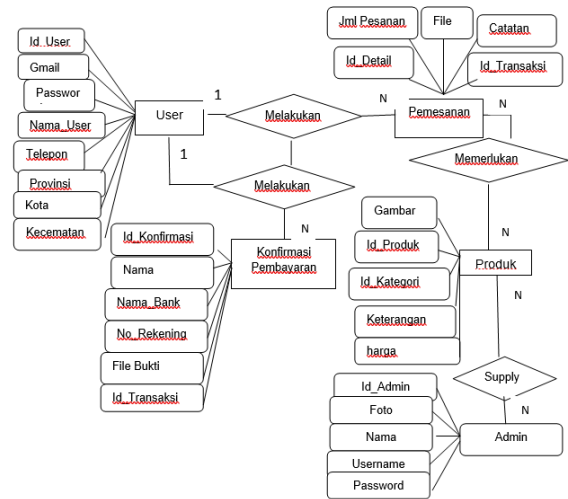 Jml Pesanan
File
Catatan
Id_Detail
Id_Transaksi
Id_User
Gmail
Passwor
Nama_User
Telepon
Provinsi
Kota
Kecematan
User
1
Melakukan
N
Pemesanan
N
1
Melakukan
Memerlukan
N
N
Id_Konfirmasi
Nama
Nama_Bank
No_Rekening
File Bukti
Id_Transaksi
Konfirmasi
Pembayaran
Gambar
Id_Produk
Id_Kategori
Keterangan
harga
Produk
N
Supply
N
Id_Admin
Foto
Nama
Username
Password
Admin